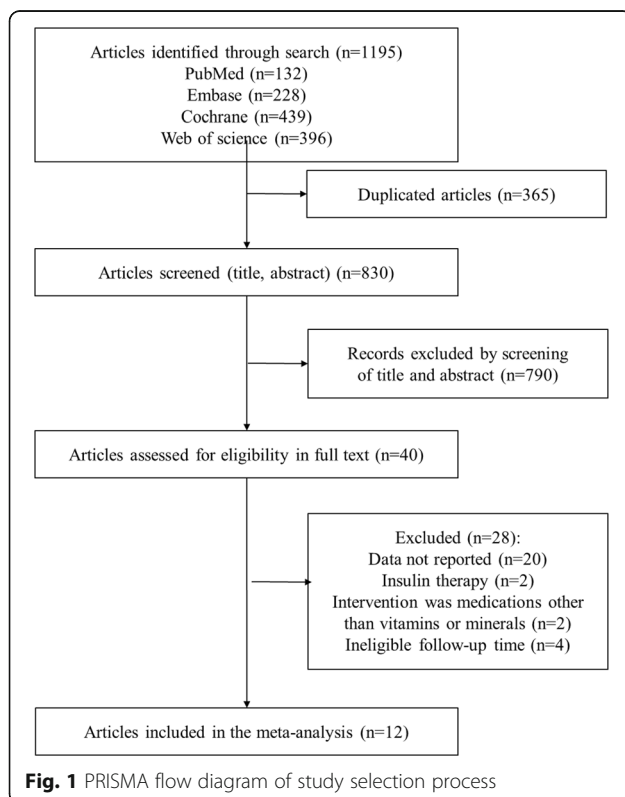 Articles identified through search (n=1195)
PubMed (n=132)
Embase (n=228)
Cochrane (n=439)
Web of science (n=396)
Duplicated articles (n=365)
Articles screened (title, abstract) (n=830)
Records excluded by screening
of title and abstract (n=790)
Articles assessed for eligibility in full text (n=40)
Excluded (n=28):
Data not reported (n=20)
Insulin therapy (n=2)
Intervention was medications other
than vitamins or minerals (n=2)
Ineligible follow-up time (n=4)
Articles included in the meta-analysis (n=12)
Fig. 1 PRISMA flow diagram of study selection process